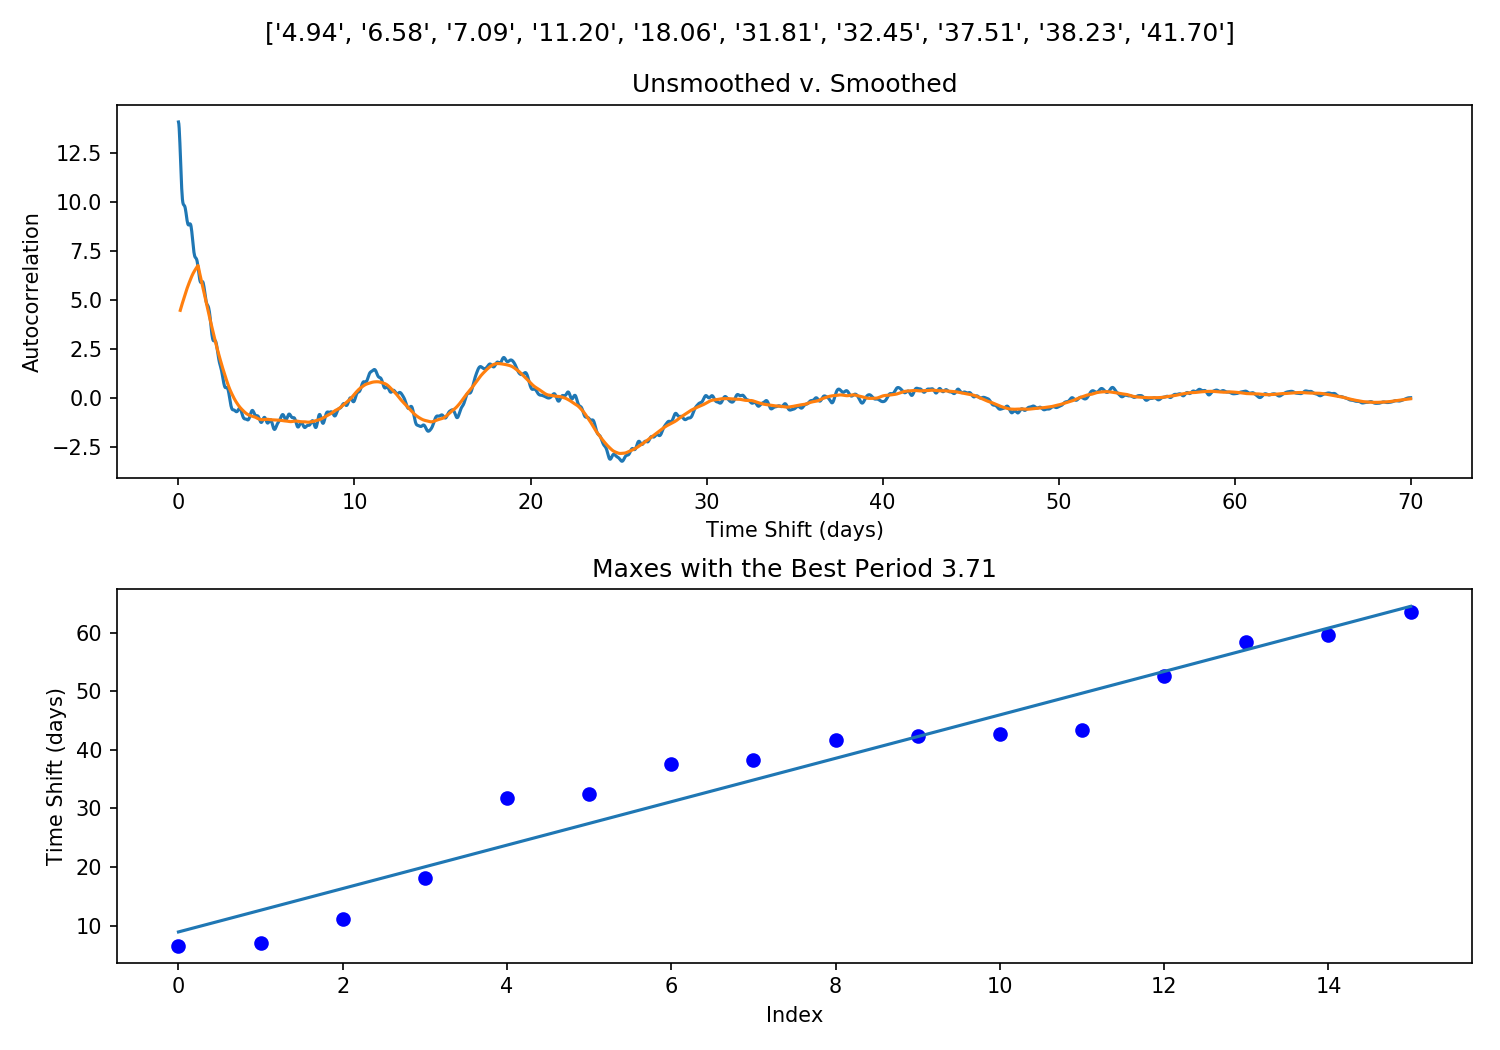 ['4.94', '6.58', '7.09', '11.20', '18.06', '31.81', '32.45', '37.51', '38.23', '41.70']
Unsmoothed v. Smoothed
Autocorrelation
12.5
10.0
7.5
5.0
2.5
0.0
−2.5
0 10 20 30 40 50 60 70
Time Shift (days)
Maxes with the Best Period 3.71
Time Shift (days)
60
50
40
30
20
10
0 2 4 6 8 10 12 14
Index